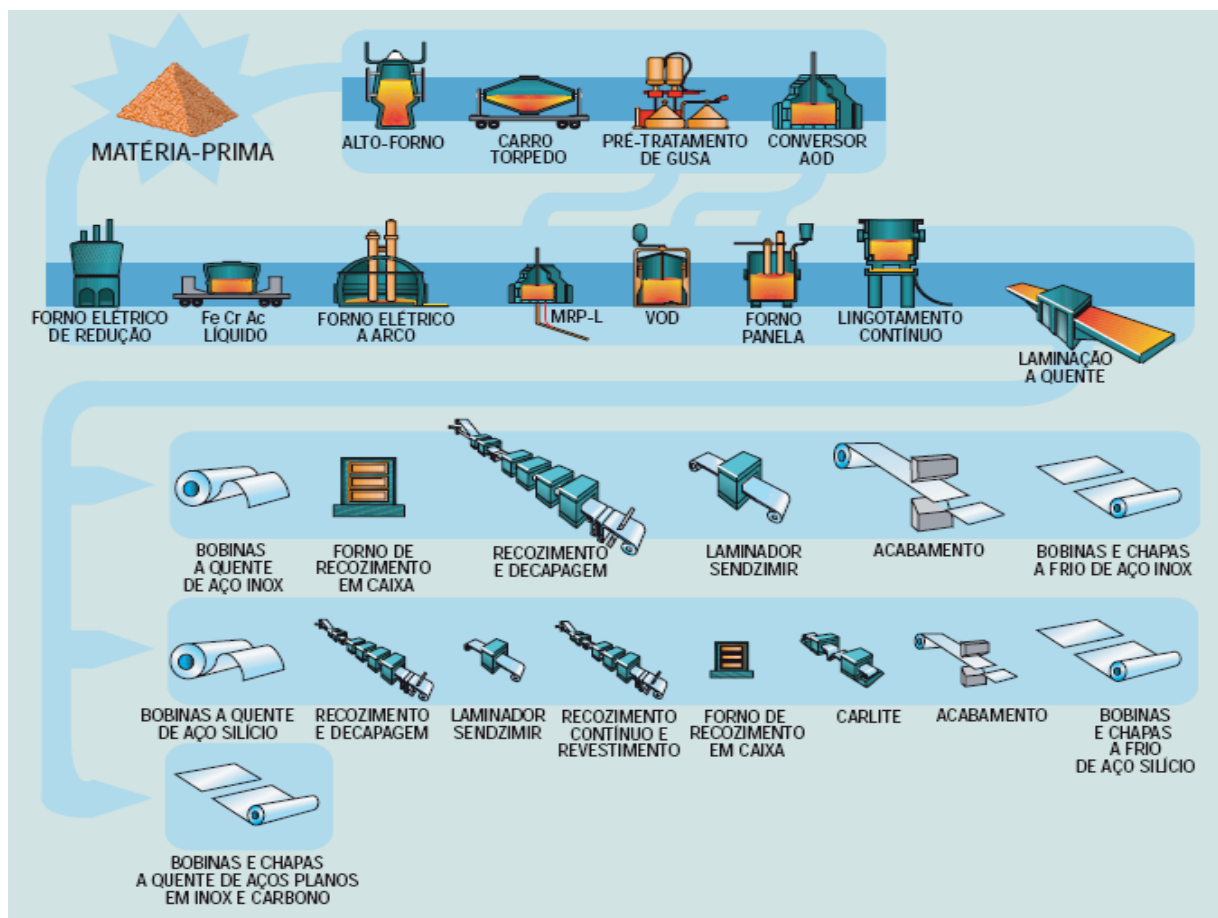 MATÉRIA-PRIMA
ALTO-FORNO
CARRO
TORPEDO
PRÉ-TRATAMENTO
DE GUSA
CONVERSOR
AOD
FORNO ELÉTRICO
DE REDUÇÃO
Fe Cr Ac
LÍQUIDO
FORNO ELÉTRICO
A ARCO
MRP-L
VOD
FORNO
PANELA
LINGOTAMENTO
CONTÍNUO
LAMINAÇÃO
A QUENTE
BOBINAS
A QUENTE
DE AÇO INOX
FORNO DE
RECOZIMENTO
EM CAIXA
RECOZIMENTO
E DECAPAGEM
LAMINADOR
SENDZIMIR
ACABAMENTO
BOBINAS E CHAPAS
A FRIO DE AÇO INOX
BOBINAS A QUENTE
DE AÇO SILÍCIO
RECOZIMENTO
E DECAPAGEM
LAMINADOR
SENDZIMIR
RECOZIMENTO
CONTÍNUO E
REVESTIMENTO
FORNO DE
RECOZIMENTO
EM CAIXA
CARLITE
ACABAMENTO
BOBINAS
E CHAPAS
A FRIO
DE AÇO SILÍCIO
BOBINAS E CHAPAS
A QUENTE DE AÇOS PLANOS
EM INOX E CARBONO